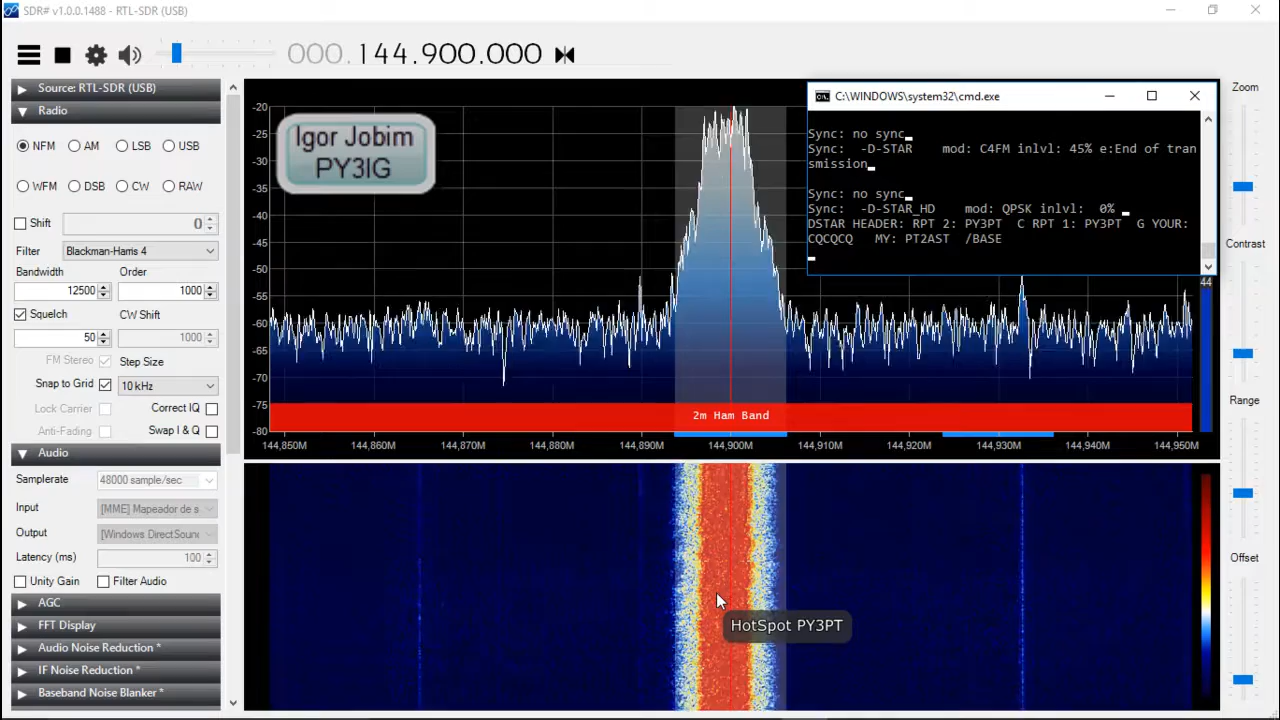 SDR# v1.0.0.1488 - RTL-SDR (USB)
000.144.900.000
Source: RTL-SDR (USB)
Radio
NFM AM LSB USB
WFM DSB CW RAW
Shift 0
Filter Blackman-Harris 4
Bandwidth Order
12500 1000
Squelch CW Shift
50 1000
FM Stereo Step Size
Snap to Grid 10 kHz
Lock Carrier Correct IQ
Anti-Fading Swap I & Q
Audio
Samplerate 48000 sample/sec
Input [MME] Mapeador de s
Output [Windows DirectSoun
Latency (ms) 100
Unity Gain Filter Audio
AGC
FFT Display
Audio Noise Reduction *
IF Noise Reduction *
Baseband Noise Blanker *
Igor Jobim
PY3IG
-20
-25
-30
-35
-40
-45
-50
-55
-60
-65
-70
-75
-80
C:\WINDOWS\system32\cmd.exe
Sync: no sync
Sync: -D-STAR mod: C4FM inlvl: 45% e:End of tran
smission
Sync: no sync
Sync: -D-STAR_HD mod: QPSK inlvl: 0%
DSTAR HEADER: RPT 2: PY3PT C RPT 1: PY3PT G YOUR:
CQCQCQ MY: PT2AST /BASE
44
2m Ham Band
144,850M 144,860M 144,870M 144,880M 144,890M 144,900M 144,910M 144,920M 144,930M 144,940M 144,950M
HotSpot PY3PT
Zoom
Contrast
Range
Offset